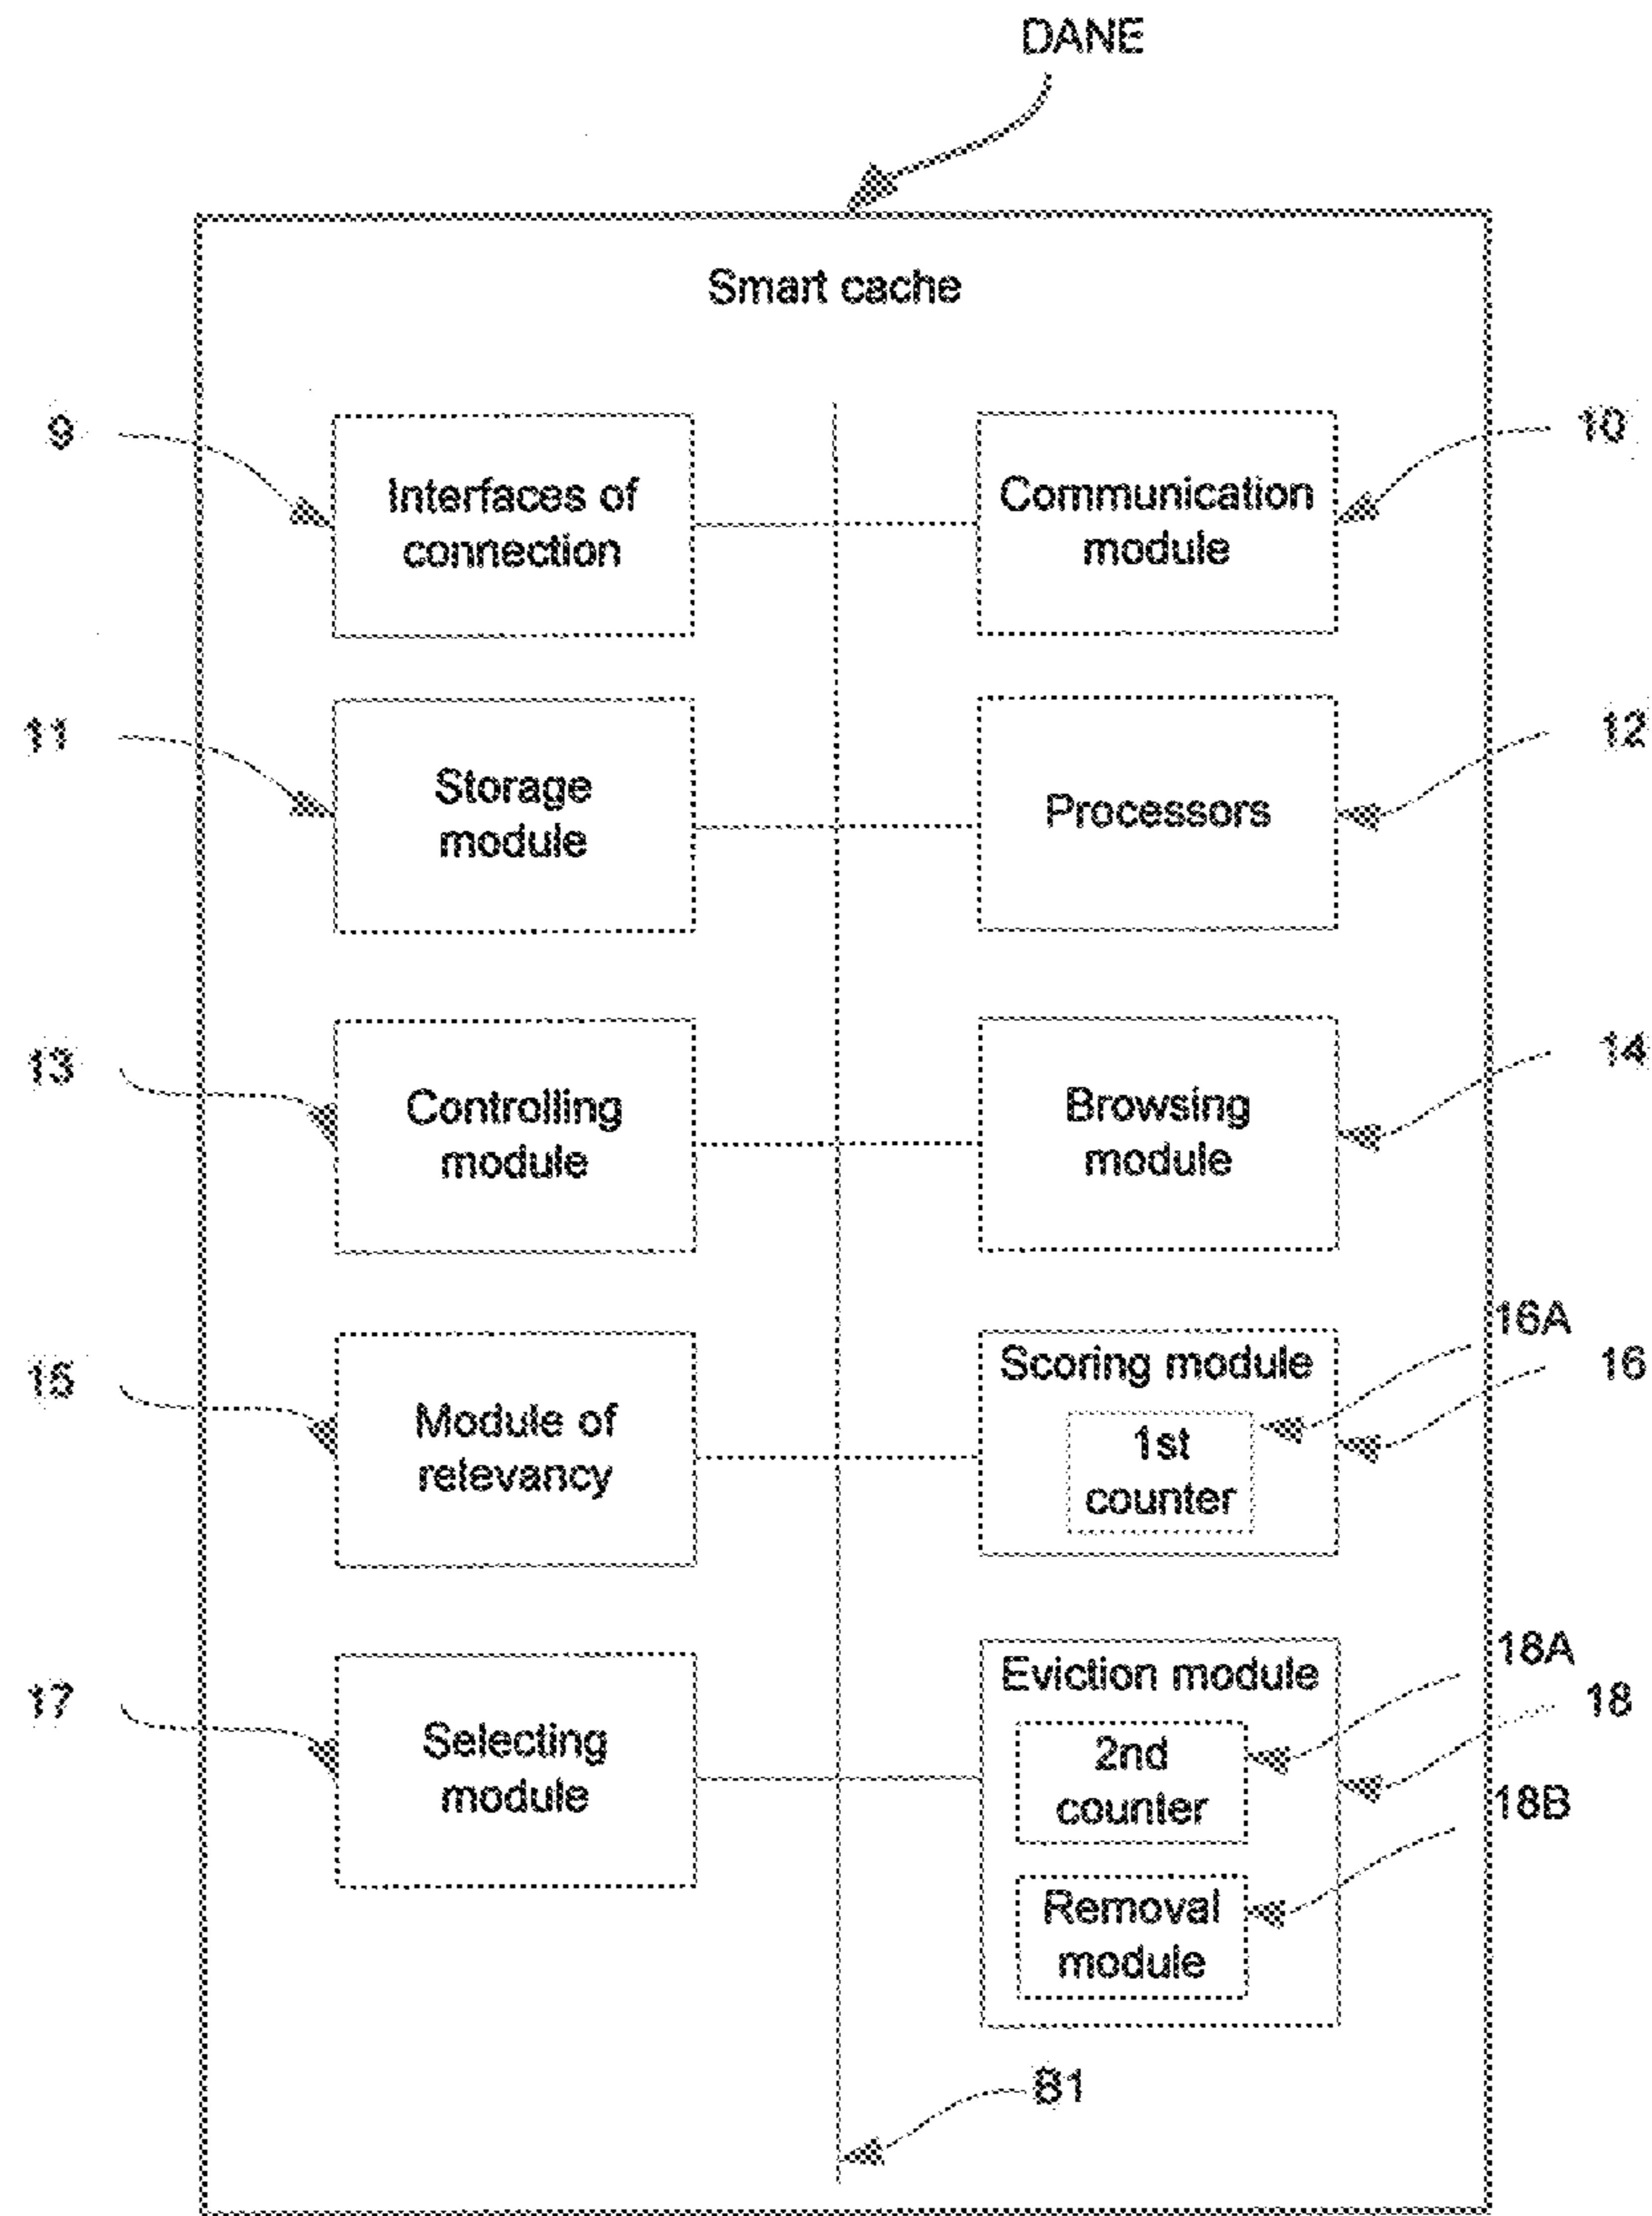 DANE
Smart cache
9
Interfaces of
connection
Communication
module
10
11
Storage
module
Processors
12
13
Controlling
module
Browsing
module
14
15
Module of
relevancy
Scoring module
1st
counter
16A
16
17
Selecting
module
Eviction module
2nd
counter
Removal
module
18A
18
18B
B1